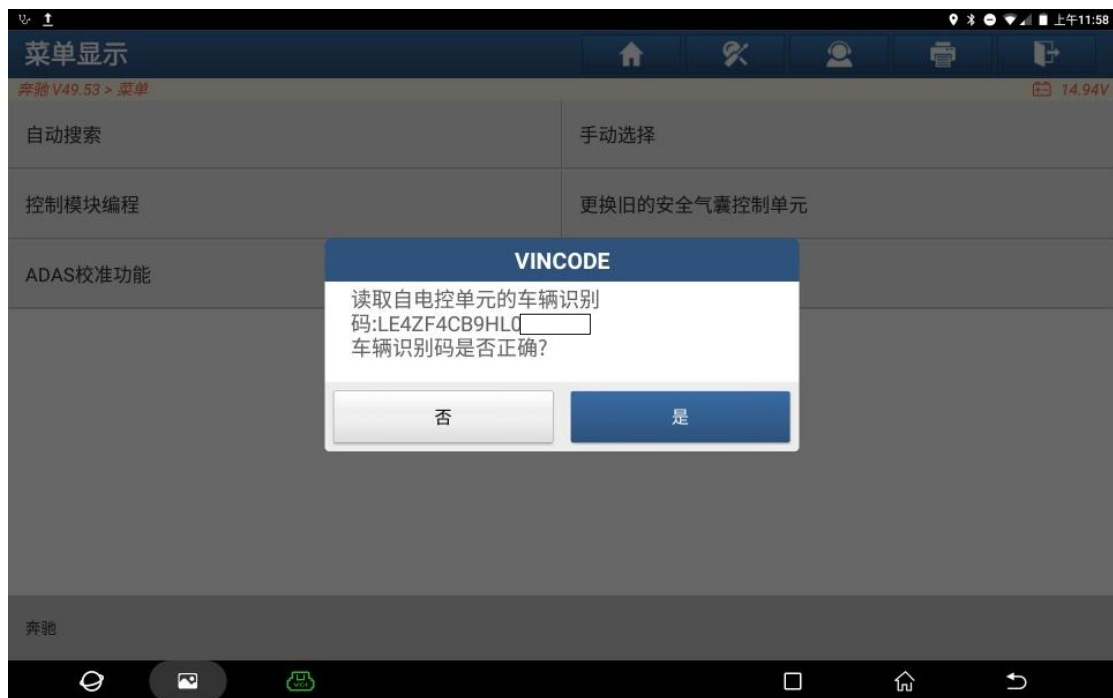 上午11:58
菜单显示
奔驰 V49.53 > 菜单
14.94V
自动搜索
手动选择
控制模块编程
更换旧的安全气囊控制单元
ADAS校准功能
VINCODE
读取自电控单元的车辆识别
码:LE4ZF4CB9HL0
车辆识别码是否正确?
否
是
奔驰
VCI